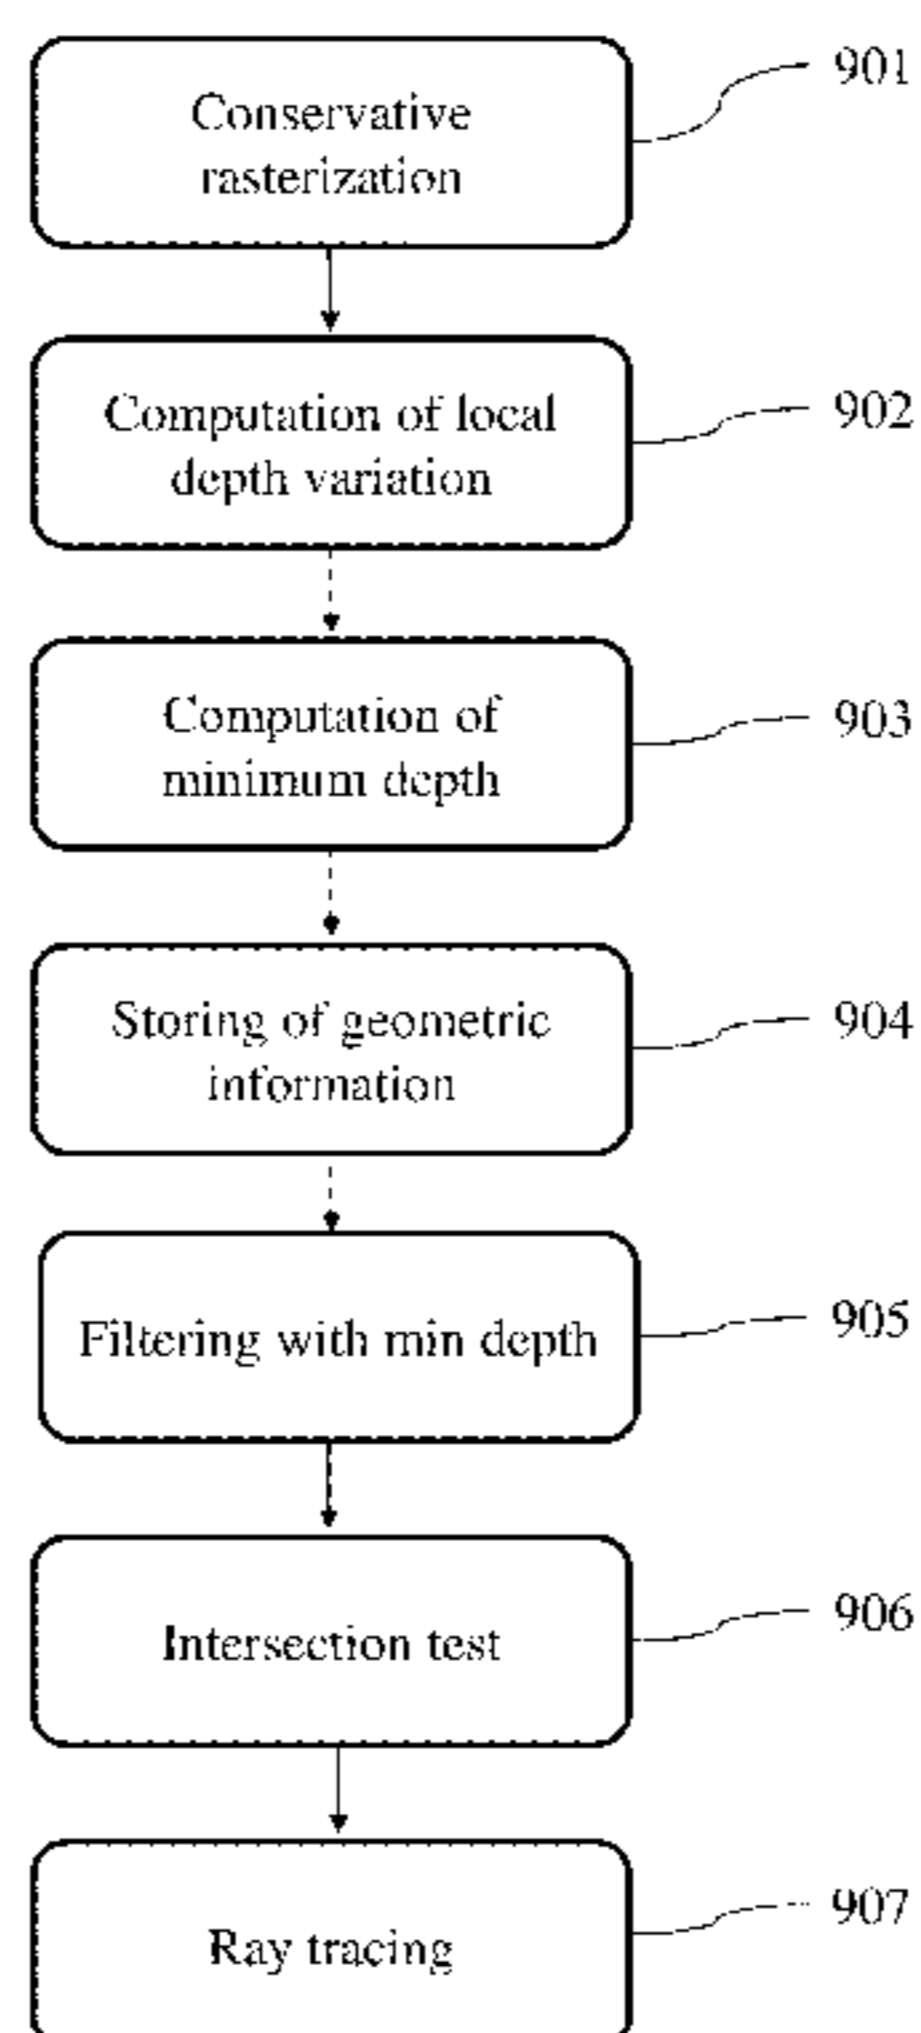 Conservative
rasterization
901
Computation of local
depth variation
902
Computation of
minimum depth
903
Storing of geometric
information
904
Filtering with min depth
905
Intersection test
906
Ray tracing
907